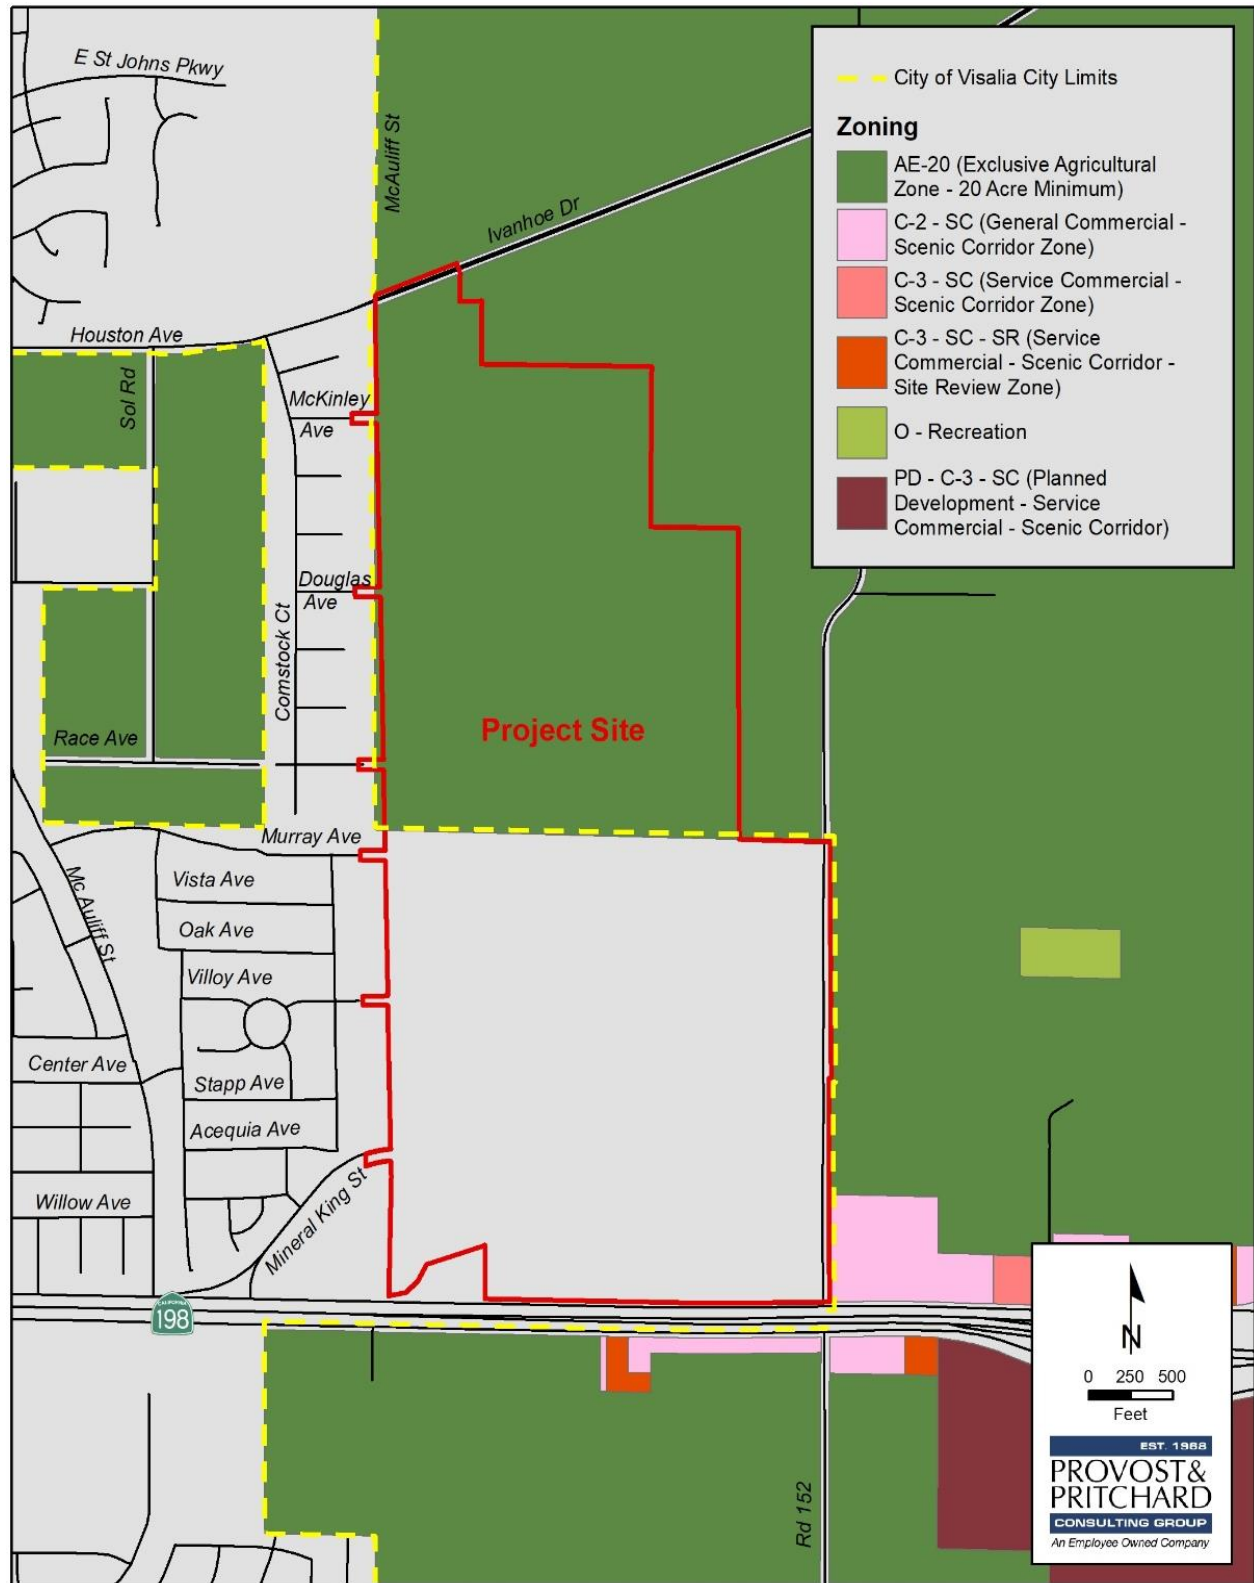 E St Johns Pkwy
McAuliff St
City of Visalia City Limits
Zoning
AE-20 (Exclusive Agricultural
Zone - 20 Acre Minimum)
C-2 - SC (General Commercial -
Scenic Corridor Zone)
C-3 - SC (Service Commercial -
Scenic Corridor Zone)
C-3 - SC - SR (Service
Commercial - Scenic Corridor -
Site Review Zone)
O - Recreation
PD - C-3 - SC (Planned
Development - Service
Commercial - Scenic Corridor)
Ivanhoe Dr
Houston Ave
Sol Rd
McKinley
Ave
Douglas
Ave
Comstock Ct
Race Ave
Project Site
Murray Ave
Mc Auliff St
Vista Ave
Oak Ave
Villoy Ave
Center Ave
Stapp Ave
Acequia Ave
Willow Ave
Mineral King St
CALIFORNIA
198
Rd 152
N
0 250 500
Feet
EST. 1968
PROVOST&
PRITCHARD
CONSULTING GROUP
An Employee Owned Company